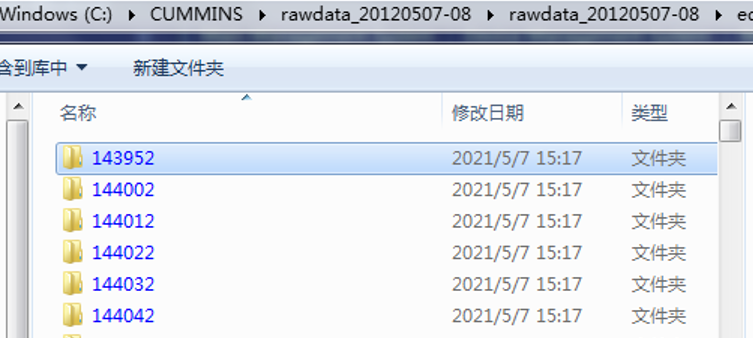 Windows (C:) ▸ CUMMINS ▸ rawdata_20120507-08 ▸ rawdata_20120507-08 ▸
含到库中 新建文件夹
名称 修改日期 类型
143952 2021/5/7 15:17 文件夹
144002 2021/5/7 15:17 文件夹
144012 2021/5/7 15:17 文件夹
144022 2021/5/7 15:17 文件夹
144032 2021/5/7 15:17 文件夹
144042 2021/5/7 15:17 文件夹